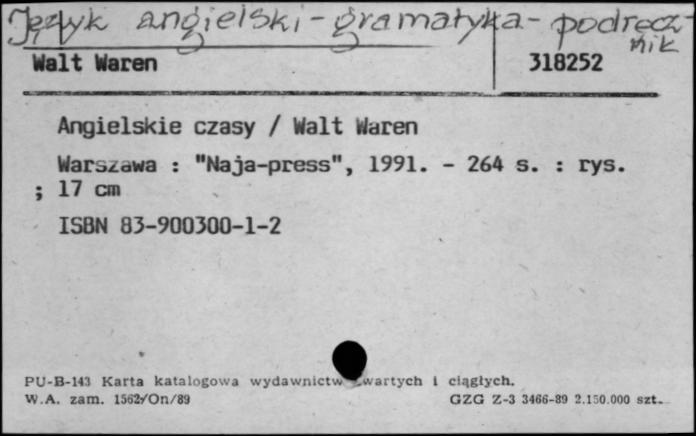 Język angielski - gramatyka - podręcz-
nik
Walt Waren 318252
Angielskie czasy / Walt Waren
Warszawa : "Naja-press", 1991. - 264 s. : rys.
; 17 cm
ISBN 83-900300-1-2
PU-B-143 Karta katalogowa wydawnictw zwartych i ciągłych.
W.A. zam. 1562/On/89 GZG Z-3 3466-89 2.150.000 szt.